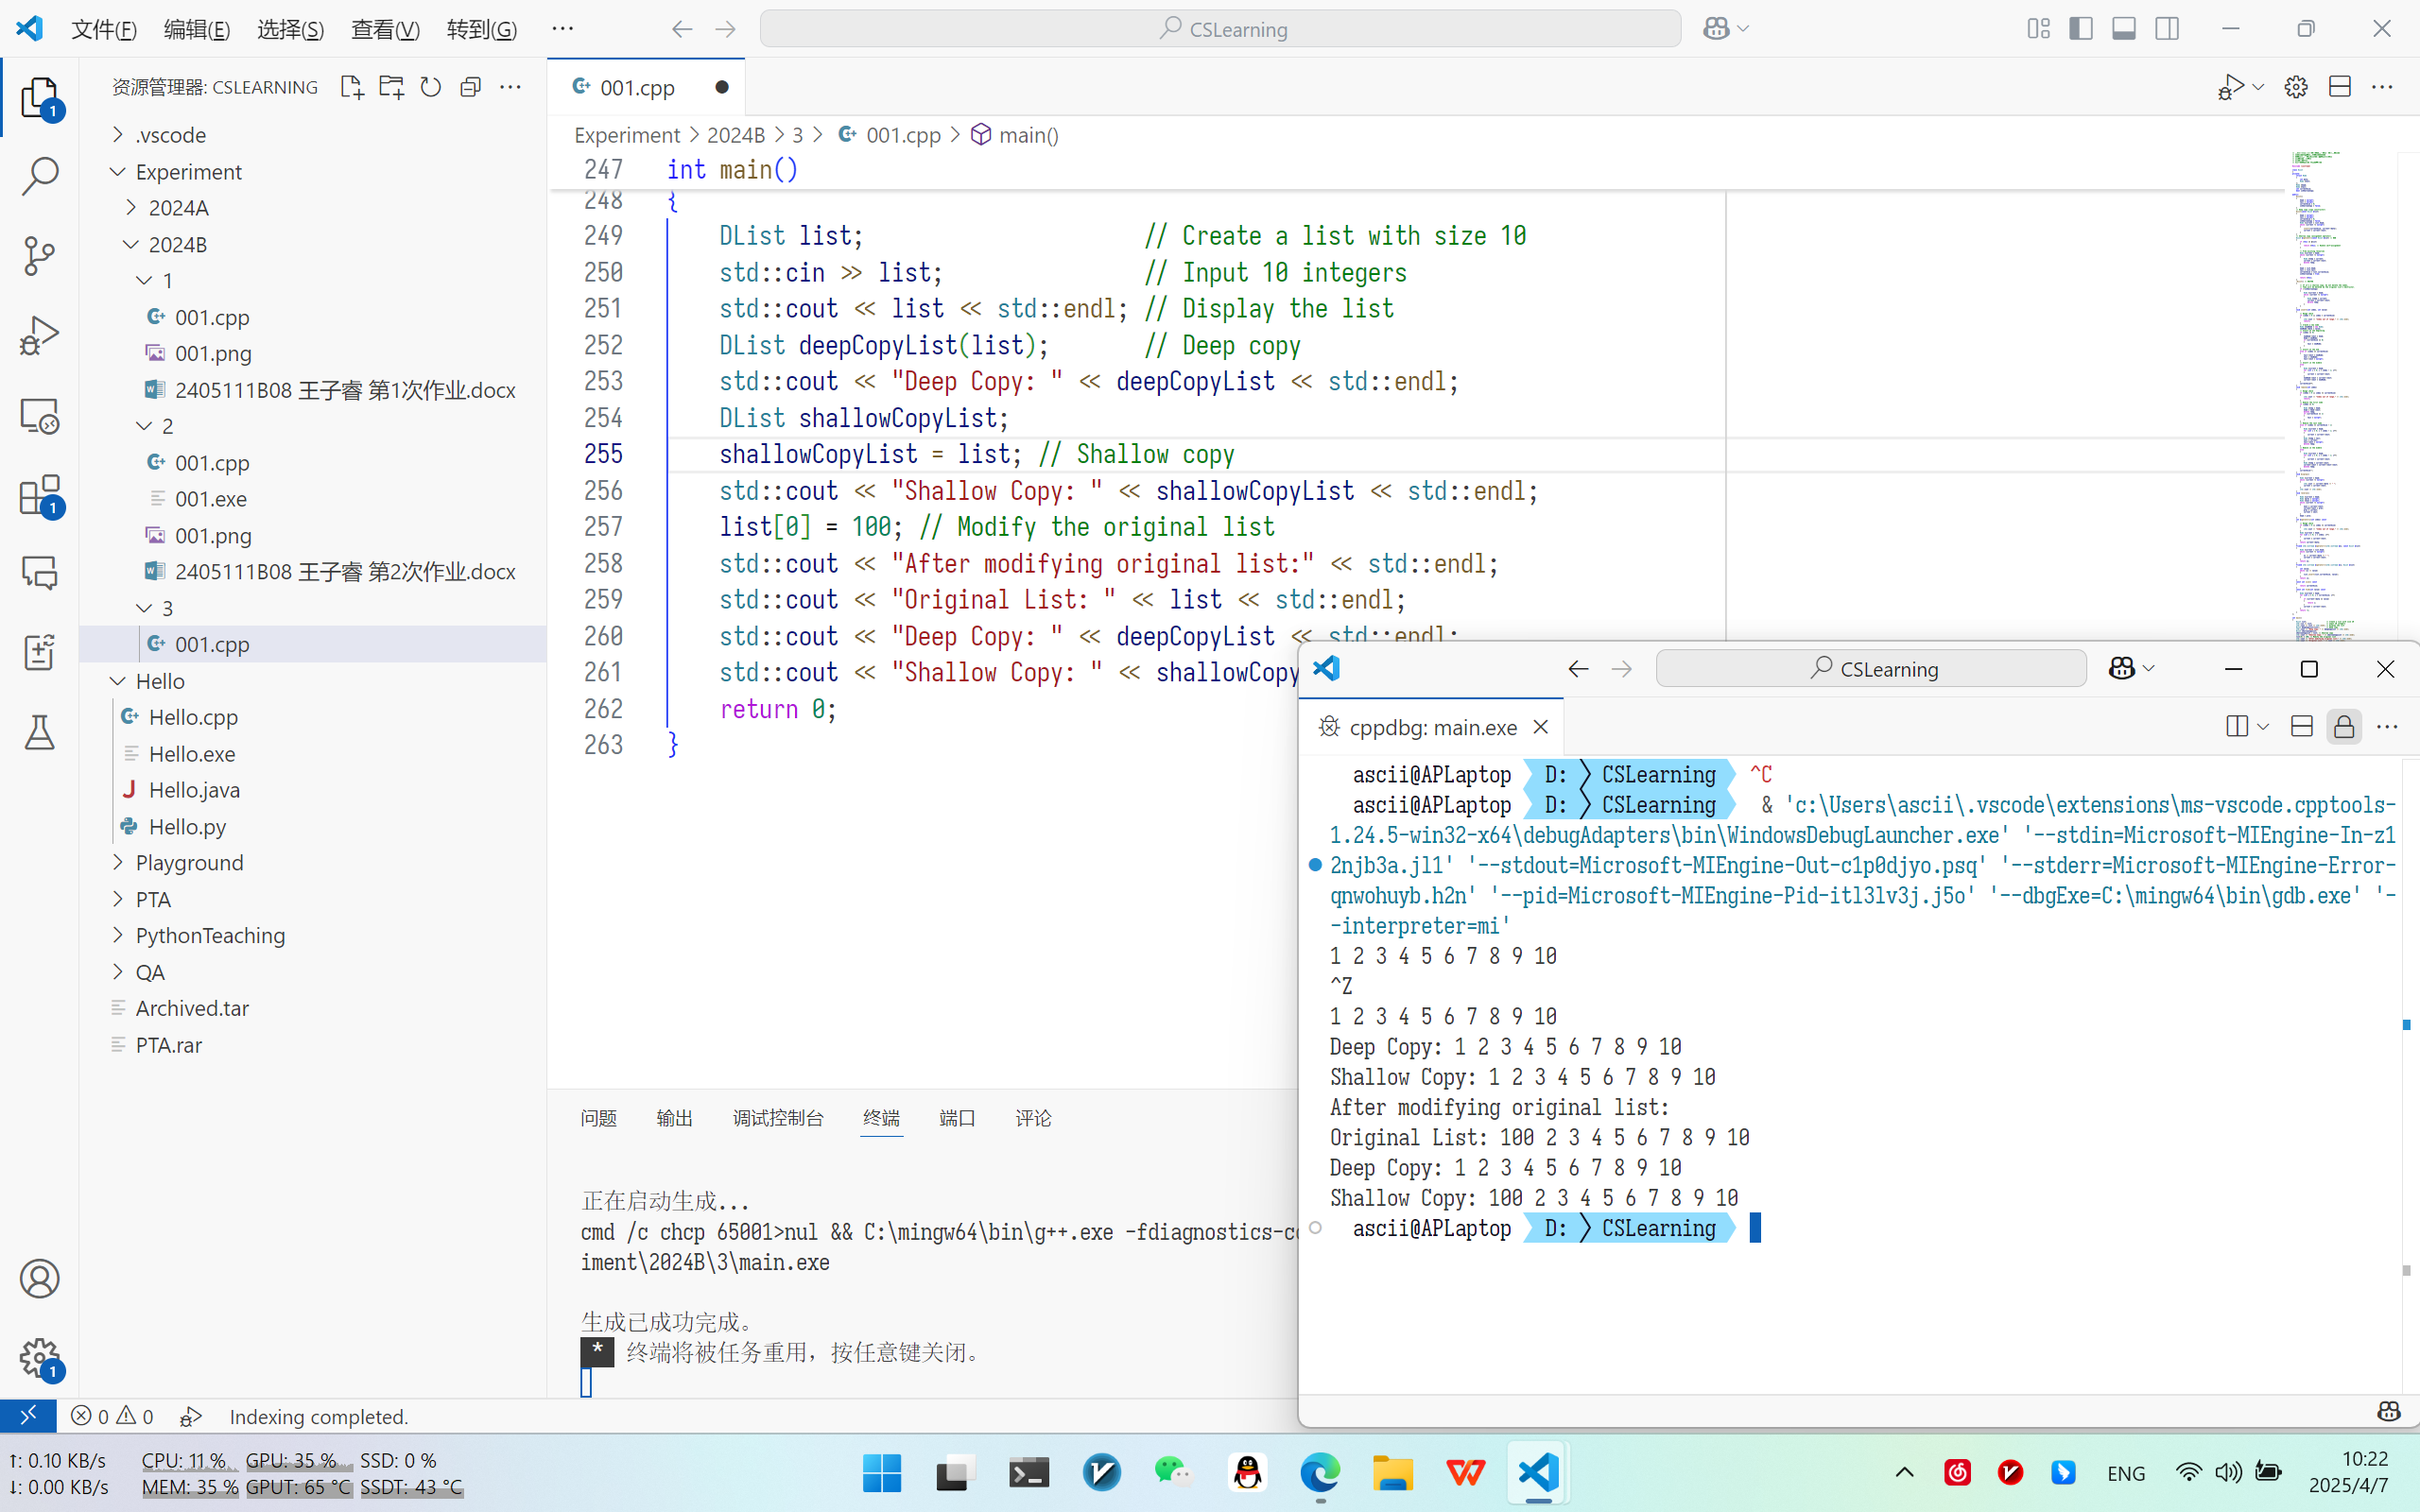 文件(F) 编辑(E) 选择(S) 查看(V) 转到(G) ··· CSLearning
资源管理器: CSLEARNING
.vscode
Experiment
2024A
2024B
1
001.cpp
001.png
2405111B08 王子睿 第1次作业.docx
2
001.cpp
001.exe
001.png
2405111B08 王子睿 第2次作业.docx
3
001.cpp
Hello
Hello.cpp
Hello.exe
Hello.java
Hello.py
Playground
PTA
PythonTeaching
QA
Archived.tar
PTA.rar
1
1
1
001.cpp
Experiment > 2024B > 3 > 001.cpp > main()
247 int main()
248 {
249 DList list; // Create a list with size 10
250 std::cin >> list; // Input 10 integers
251 std::cout << list << std::endl; // Display the list
252 DList deepCopyList(list); // Deep copy
253 std::cout << "Deep Copy: " << deepCopyList << std::endl;
254 DList shallowCopyList;
255 shallowCopyList = list; // Shallow copy
256 std::cout << "Shallow Copy: " << shallowCopyList << std::endl;
257 list[0] = 100; // Modify the original list
258 std::cout << "After modifying original list:" << std::endl;
259 std::cout << "Original List: " << list << std::endl;
260 std::cout << "Deep Copy: " << deepCopyList << std::endl;
261 std::cout << "Shallow Copy: " << shallowCopy
262 return 0;
263 }
问题 输出 调试控制台 终端 端口 评论
正在启动生成...
cmd /c chcp 65001>nul && C:\mingw64\bin\g++.exe -fdiagnostics-co
iment\2024B\3\main.exe
生成已成功完成。
* 终端将被任务重用，按任意键关闭。
CSLearning
cppdbg: main.exe
ascii@APLaptop D: CSLearning ^C
ascii@APLaptop D: CSLearning & 'c:\Users\ascii\.vscode\extensions\ms-vscode.cpptools-
1.24.5-win32-x64\debugAdapters\bin\WindowsDebugLauncher.exe' '--stdin=Microsoft-MIEngine-In-z1
2njb3a.jl1' '--stdout=Microsoft-MIEngine-Out-c1p0djyo.psq' '--stderr=Microsoft-MIEngine-Error-
qnwohuyb.h2n' '--pid=Microsoft-MIEngine-Pid-itl3lv3j.j5o' '--dbgExe=C:\mingw64\bin\gdb.exe' '-
-interpreter=mi'
1 2 3 4 5 6 7 8 9 10
^Z
1 2 3 4 5 6 7 8 9 10
Deep Copy: 1 2 3 4 5 6 7 8 9 10
Shallow Copy: 1 2 3 4 5 6 7 8 9 10
After modifying original list:
Original List: 100 2 3 4 5 6 7 8 9 10
Deep Copy: 1 2 3 4 5 6 7 8 9 10
Shallow Copy: 100 2 3 4 5 6 7 8 9 10
ascii@APLaptop D: CSLearning
0 0 Indexing completed.
↑: 0.10 KB/s CPU: 11 % GPU: 35 % SSD: 0 %
↓: 0.00 KB/s MEM: 35 % GPUT: 65 °C SSDT: 43 °C
ENG
10:22
2025/4/7